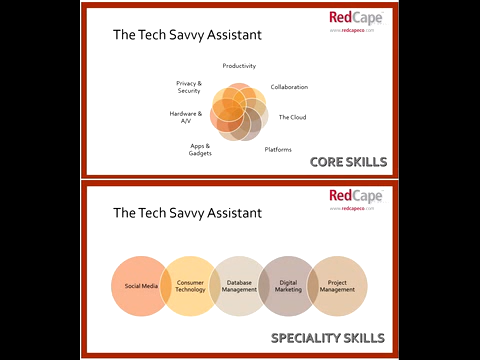 RedCape
www.redcapeco.com
The Tech Savvy Assistant
Productivity
Privacy &
Security
Collaboration
Hardware &
A/V
The Cloud
Apps &
Gadgets
Platforms
CORE SKILLS
RedCape
www.redcapeco.com
The Tech Savvy Assistant
Social Media
Consumer
Technology
Database
Management
Digital
Marketing
Project
Management
SPECIALITY SKILLS